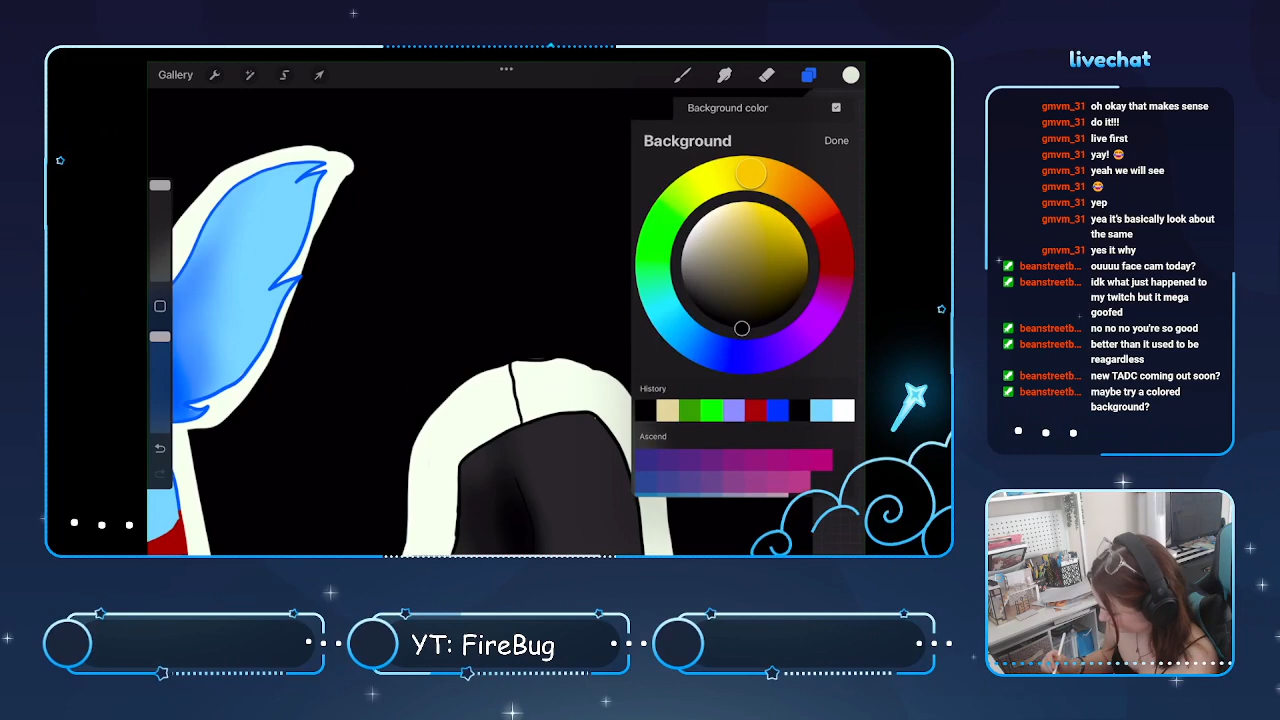 livechat
Gallery
Background color
Background
Done
History
Ascend
gmvm_31 oh okay that makes sense
gmvm_31 do it!!!
gmvm_31 live first
gmvm_31 yay! 😂
gmvm_31 yeah we will see
gmvm_31 😂
gmvm_31 yep
gmvm_31 yea it's basically look about
the same
gmvm_31 yes it why
beanstreetb... ouuuu face cam today?
beanstreetb... idk what just happened to
my twitch but it mega
goofed
beanstreetb... no no no you're so good
beanstreetb... better than it used to be
reagardless
beanstreetb... new TADC coming out soon?
beanstreetb... maybe try a colored
background?
YT: FireBug